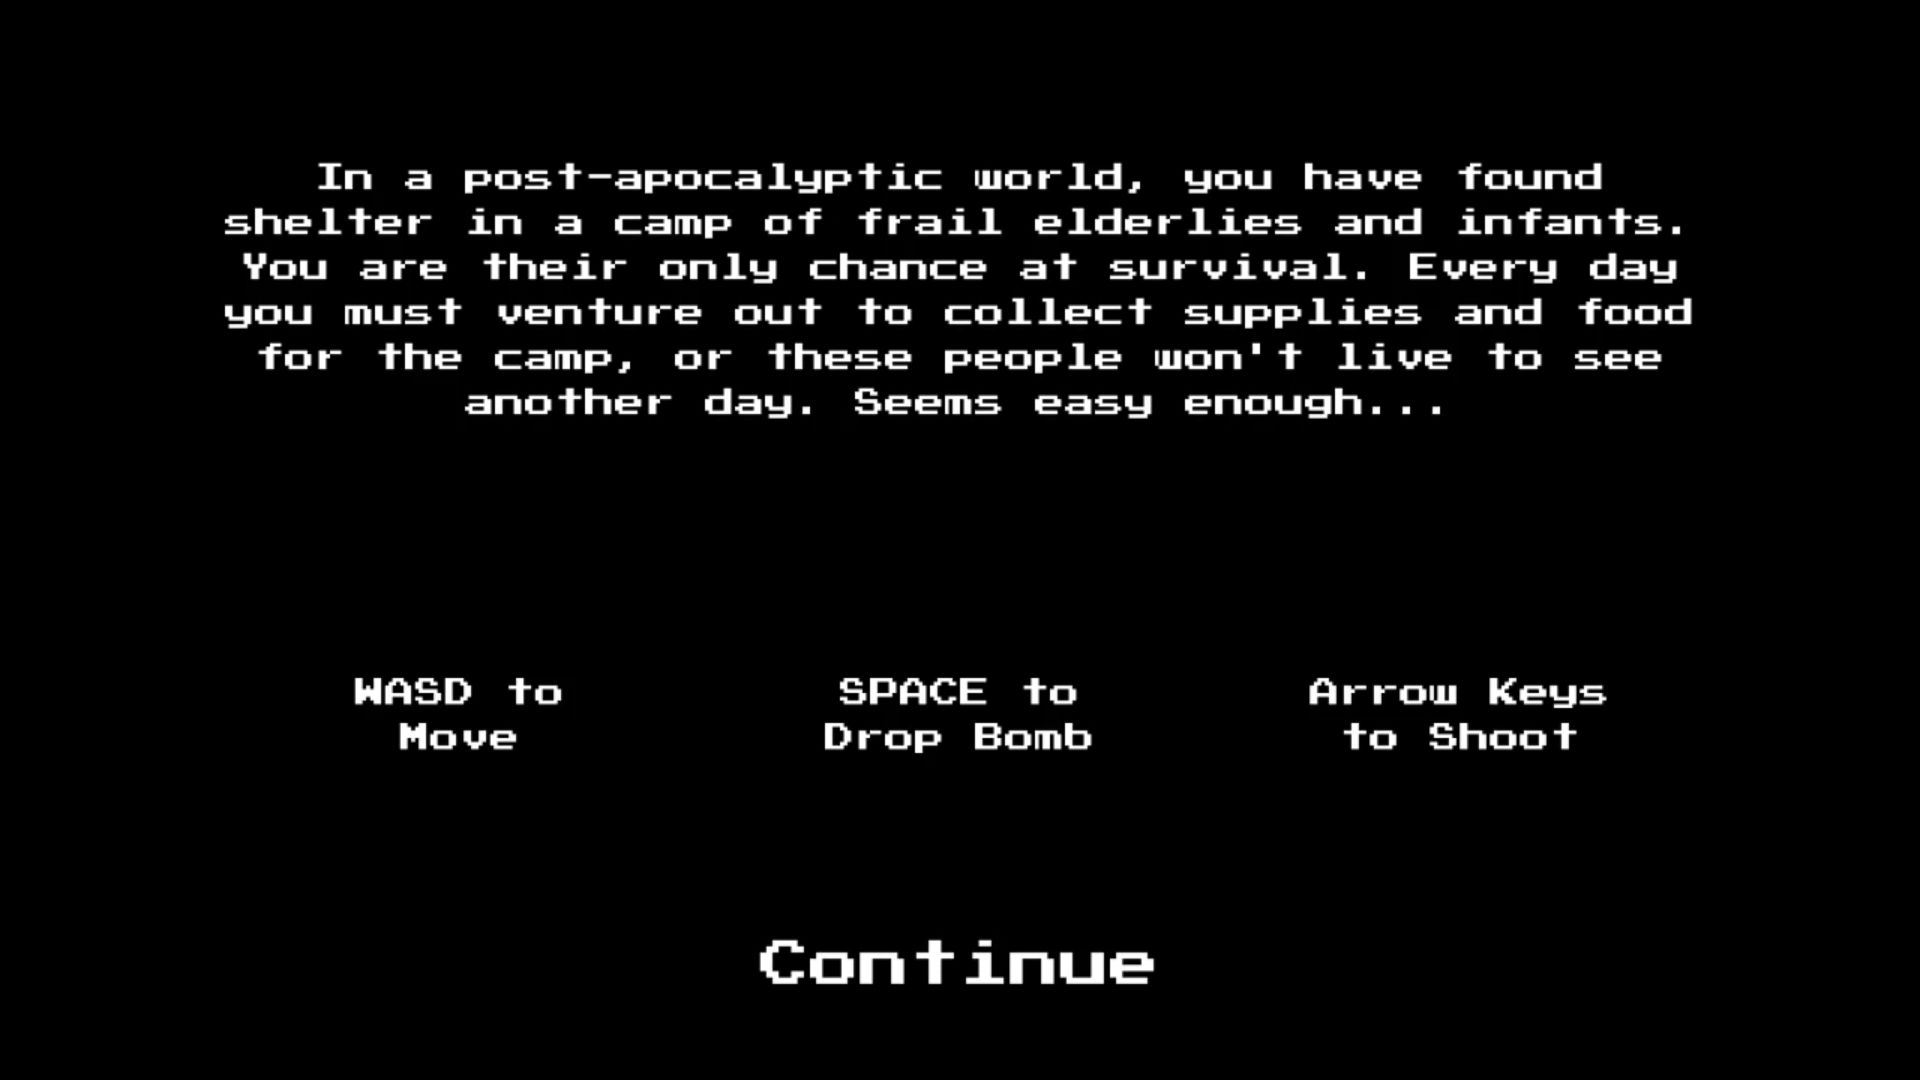 In a post-apocalyptic world, you have found
shelter in a camp of frail elderlies and infants.
You are their only chance at survival. Every day
you must venture out to collect supplies and food
for the camp, or these people won't live to see
another day. Seems easy enough...
WASD to
Move
SPACE to
Drop Bomb
Arrow Keys
to Shoot
Continue